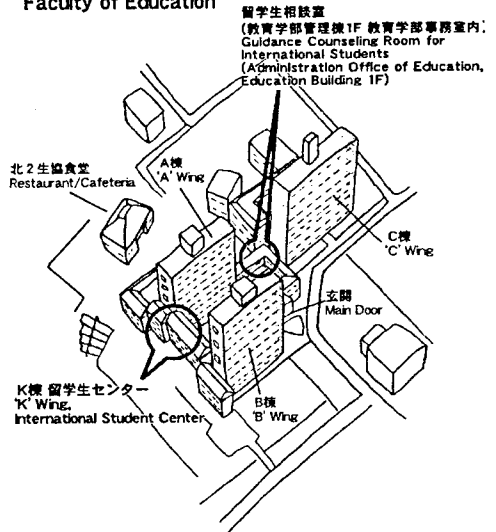 Faculty of Education
留学生相談室
(教育学部管理棟1F 教育学部事務室内)
Guidance Counseling Room for
International Students
(Administration Office of Education,
Education Building 1F)
A棟
'A' Wing
北2生協食堂
Restaurant/Cafeteria
C棟
'C' Wing
玄関
Main Door
K棟 留学生センター
'K' Wing,
International Student Center
B棟
'B' Wing